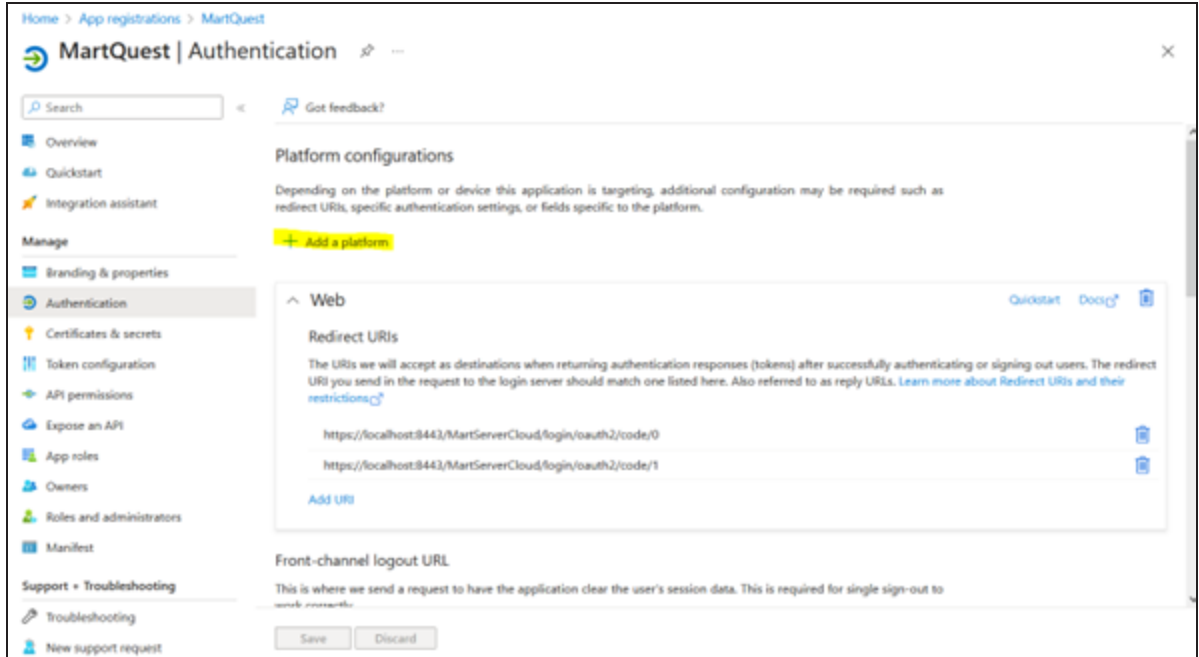 Home > App registrations > MartQuest
MartQuest | Authentication
Search
Got feedback?
Overview
Quickstart
Integration assistant
Manage
Branding & properties
Authentication
Certificates & secrets
Token configuration
API permissions
Expose an API
App roles
Owners
Roles and administrators
Manifest
Support + Troubleshooting
Troubleshooting
New support request
Platform configurations
Depending on the platform or device this application is targeting, additional configuration may be required such as
redirect URIs, specific authentication settings, or fields specific to the platform.
+ Add a platform
Web
Quickstart Docs
Redirect URIs
The URIs we will accept as destinations when returning authentication responses (tokens) after successfully authenticating or signing out users. The redirect
URI you send in the request to the login server should match one listed here. Also referred to as reply URLs. Learn more about Redirect URIs and their
restrictions
https://localhost:8443/MartServerCloud/login/oauth2/code/0
https://localhost:8443/MartServerCloud/login/oauth2/code/1
Add URI
Front-channel logout URL
This is where we send a request to have the application clear the user's session data. This is required for single sign-out to
work correctly.
Save Discard